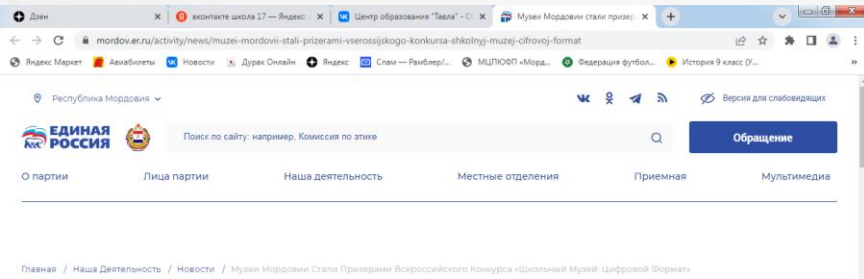 Дзен
вконтакте школа 17 — Яндекс:
Центр образования "Тавла" - С
Музеи Мордовии стали призер
mordov.er.ru/activity/news/muzei-mordovii-stali-prizerami-vserossijskogo-konkursa-shkolnyj-muzej-cifrovoj-format
Яндекс Маркет Авиабилеты Новости Дурак Онлайн Яндекс Спам — Рамблер/... МЦПЮФП «Морд... Федерация футбол... История 9 класс (У... »
Республика Мордовия
Версия для слабовидящих
ЕДИНАЯ РОССИЯ
Поиск по сайту: например, Комиссия по этике
Обращение
О партии Лица партии Наша деятельность Местные отделения Приемная Мультимедиа
Главная / Наша Деятельность / Новости / Музеи Мордовии Стали Призерами Всероссийского Конкурса «Школьный Музей: Цифровой Формат»